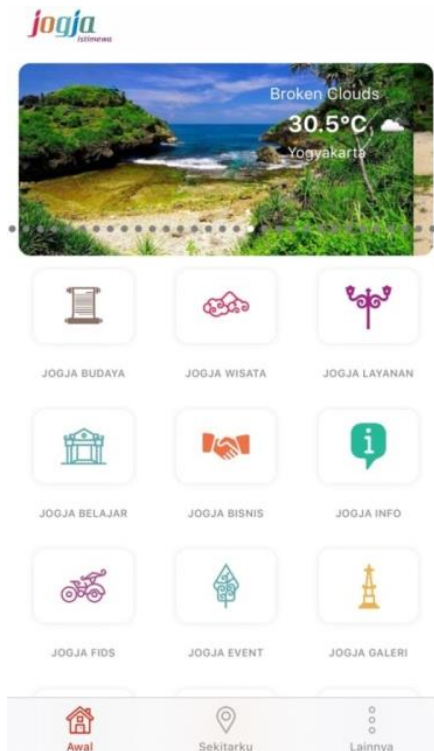 jogja
istimewa
Broken Clouds
30.5°C
Yogyakarta
JOGJA BUDAYA
JOGJA WISATA
JOGJA LAYANAN
JOGJA BELAJAR
JOGJA BISNIS
JOGJA INFO
JOGJA FIDS
JOGJA EVENT
JOGJA GALERI
Awal
Sekitarku
Lainnya